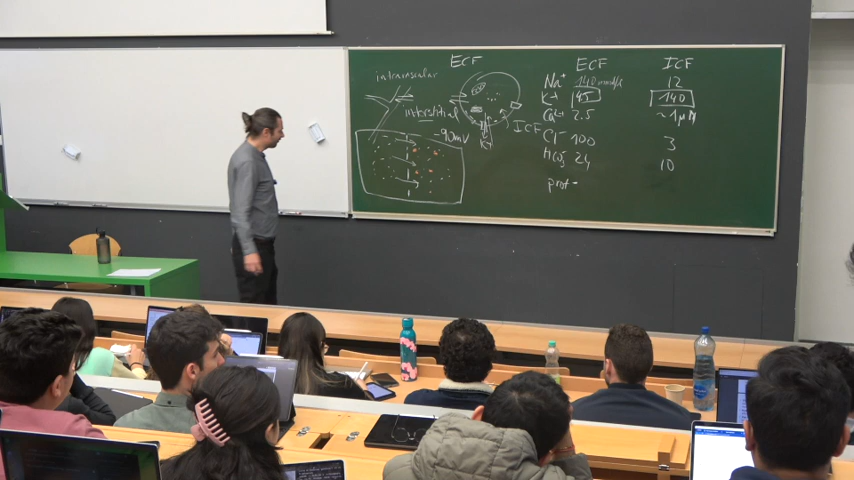 ECF
intravascular
interstitial
ICF
-90mV
K+
ECF ICF
Na+ 140 mmol/l 12
K+ 4.5 140
Ca2+ 2.5 ~1µM
Cl- 100 3
HCO3- 24 10
prot-